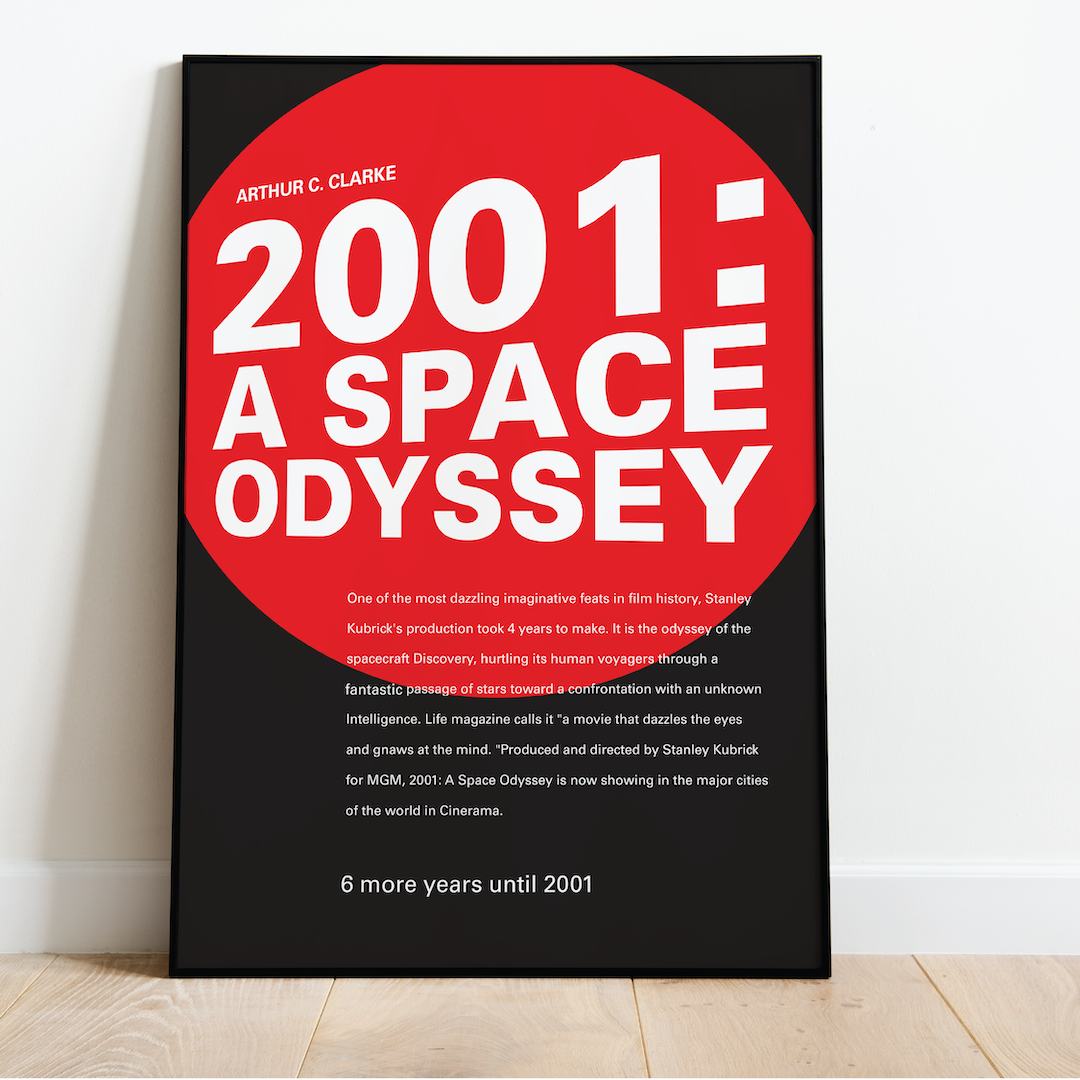 ARTHUR C. CLARKE
2001:
A SPACE
ODYSSEY
One of the most dazzling imaginative feats in film history, Stanley
Kubrick's production took 4 years to make. It is the odyssey of the
spacecraft Discovery, hurtling its human voyagers through a
fantastic passage of stars toward a confrontation with an unknown
Intelligence. Life magazine calls it "a movie that dazzles the eyes
and gnaws at the mind. "Produced and directed by Stanley Kubrick
for MGM, 2001: A Space Odyssey is now showing in the major cities
of the world in Cinerama.
6 more years until 2001